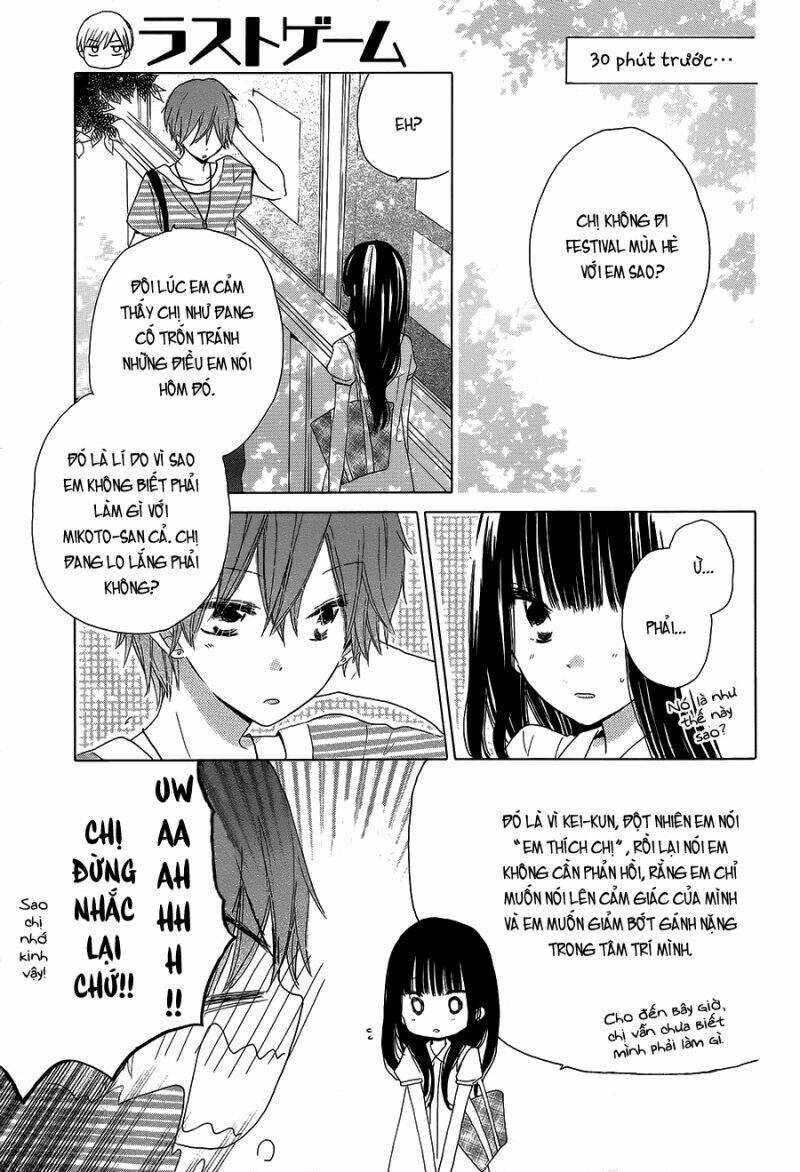 ラストゲーム
30 phút trước...
CHỊ KHÔNG ĐI
FESTIVAL MÙA HÈ
VỚI EM SAO?
EH?
ĐÔI LÚC EM CẢM
THẤY CHỊ NHƯ ĐANG
CỐ TRỐN TRÁNH
NHỮNG ĐIỀU EM NÓI
HÔM ĐÓ.
ĐÓ LÀ LÍ DO VÌ SAO
EM KHÔNG BIẾT PHẢI
LÀM GÌ VỚI
MIKOTO-SAN CẢ. CHỊ
ĐANG LO LẮNG PHẢI
KHÔNG?
Ừ...
PHẢI...
Nó là như
thế này
sao?
ĐÓ LÀ VÌ KEI-KUN, ĐỘT NHIÊN EM NÓI
"EM THÍCH CHỊ", RỒI LẠI NÓI EM
KHÔNG CẦN PHẢN HỒI, RẰNG EM CHỈ
MUỐN NÓI LÊN CẢM GIÁC CỦA MÌNH
VÀ EM MUỐN GIẢM BỚT GÁNH NẶNG
TRONG TÂM TRÍ MÌNH.
Cho đến bây giờ,
chị vẫn chưa biết
mình phải làm gì.
UW
AA
AH
HH
H!!
CHỊ
ĐỪNG
NHẮC
LẠI
CHỨ!!
Sao
chị
nhớ
kinh
vậy!